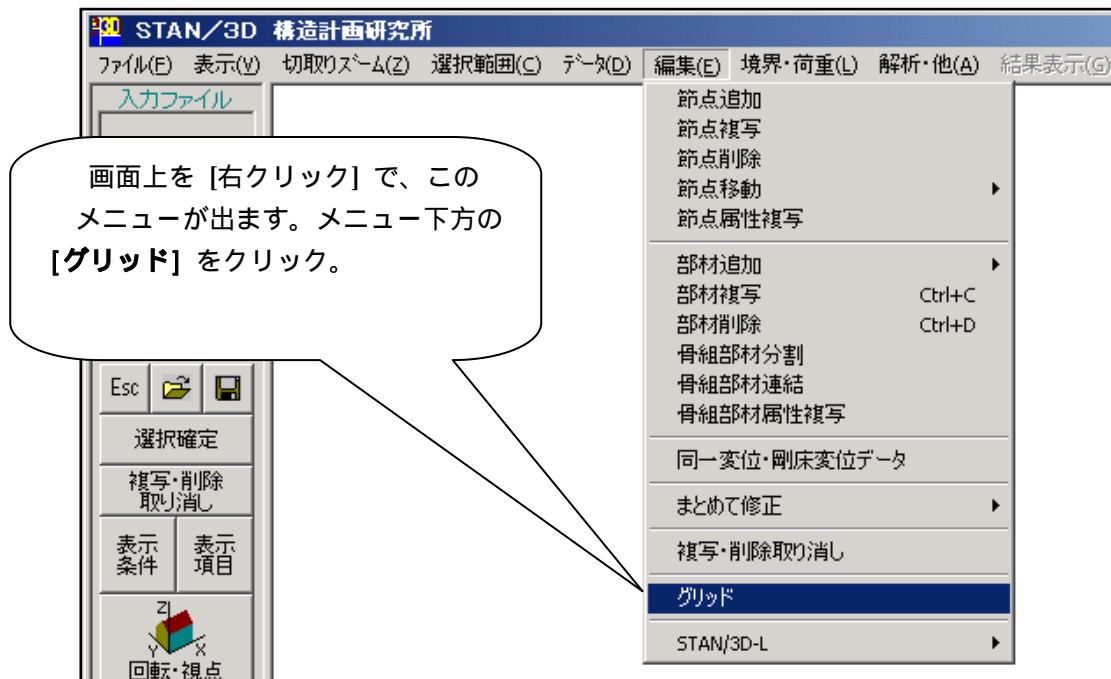 STAN／3D 構造計画研究所
ファイル(F) 表示(V) 切取りズーム(Z) 選択範囲(C) データ(D) 編集(E) 境界・荷重(L) 解析・他(A) 結果表示(G)
入力ファイル
画面上を [右クリック] で、この
メニューが出ます。メニュー下方の
[グリッド] をクリック。
Esc
選択確定
複写・削除
取り消し
表示
条件
表示
項目
Z
Y
X
回転・視点
節点追加
節点複写
節点削除
節点移動
節点属性複写
部材追加
部材複写 Ctrl+C
部材削除 Ctrl+D
骨組部材分割
骨組部材連結
骨組部材属性複写
同一変位・剛床変位データ
まとめて修正
複写・削除取り消し
グリッド
STAN/3D-L